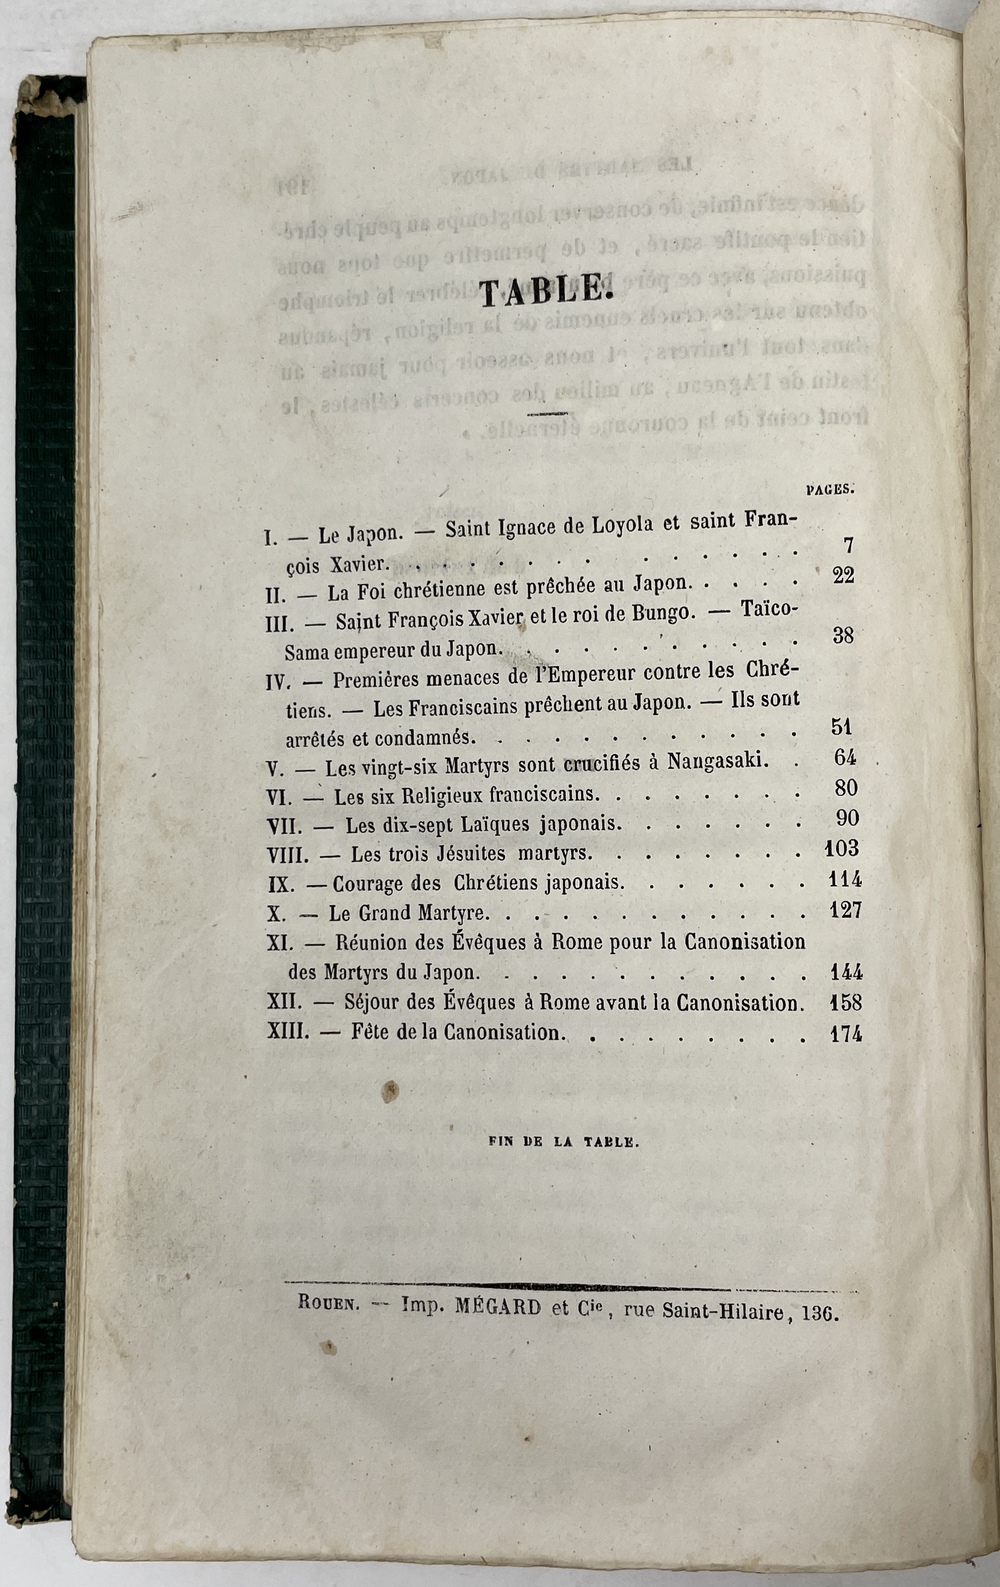 TABLE.
PAGES.
I. — Le Japon. — Saint Ignace de Loyola et saint Fran-
çois Xavier. . . . . . . . . . . . . . 7
II. — La Foi chrétienne est prêchée au Japon. . . . . 22
III. — Saint François Xavier et le roi de Bungo. — Taïco-
Sama empereur du Japon. . . . . . . . . . . 38
IV. — Premières menaces de l'Empereur contre les Chré-
tiens. — Les Franciscains prêchent au Japon. — Ils sont
arrêtés et condamnés. . . . . . . . . . . . 51
V. — Les vingt-six Martyrs sont crucifiés à Nangasaki. . 64
VI. — Les six Religieux franciscains. . . . . . . . 80
VII. — Les dix-sept Laïques japonais. . . . . . . 90
VIII. — Les trois Jésuites martyrs. . . . . . . . 103
IX. — Courage des Chrétiens japonais. . . . . . . 114
X. — Le Grand Martyre. . . . . . . . . . . . 127
XI. — Réunion des Évêques à Rome pour la Canonisation
des Martyrs du Japon. . . . . . . . . . . . 144
XII. — Séjour des Évêques à Rome avant la Canonisation. 158
XIII. — Fête de la Canonisation. . . . . . . . . 174
FIN DE LA TABLE.
ROUEN. — Imp. MÉGARD et Cie, rue Saint-Hilaire, 136.